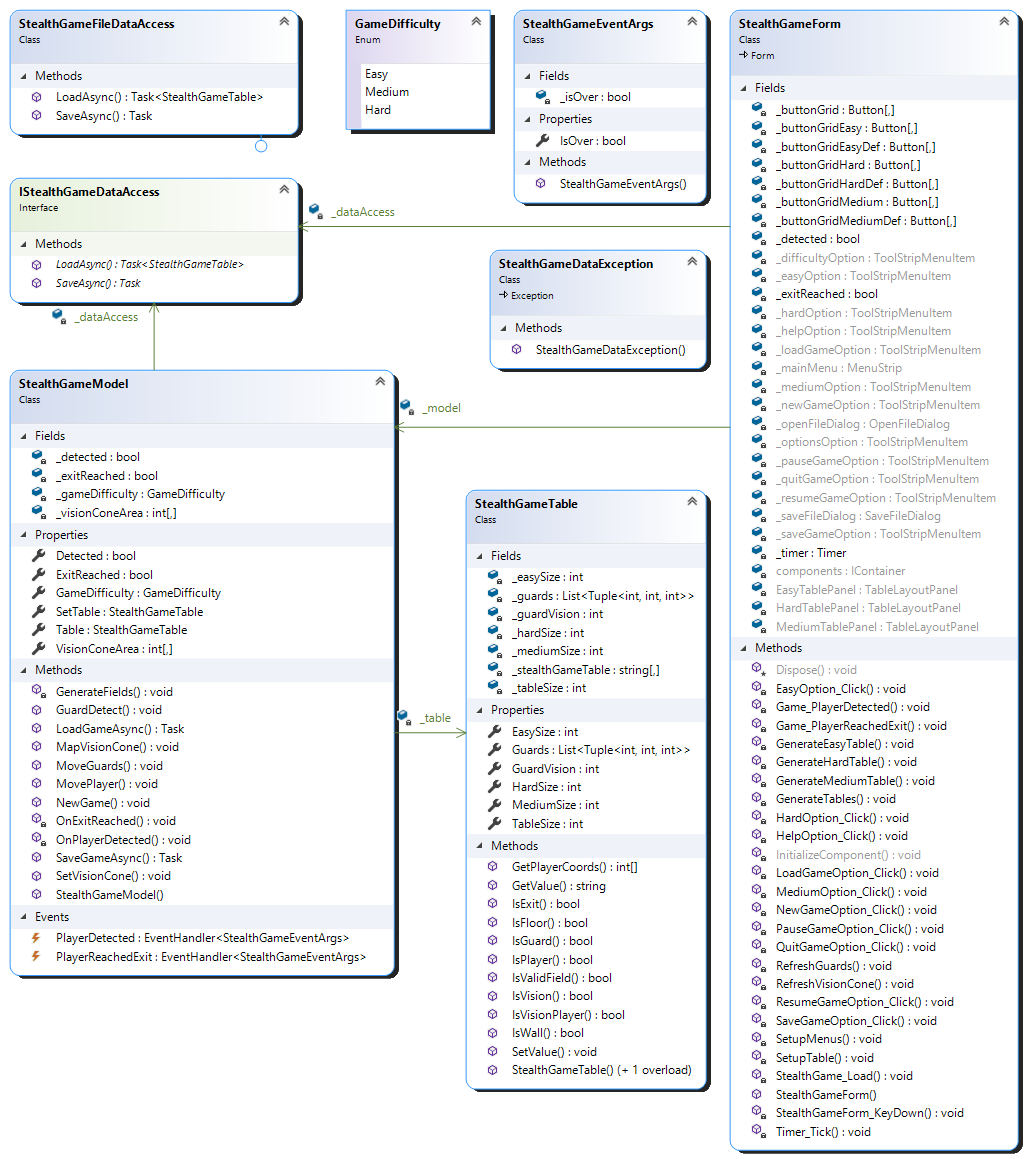 StealthGameFileDataAccess
Class
Methods
LoadAsync() : Task<StealthGameTable>
SaveAsync() : Task
GameDifficulty
Enum
Easy
Medium
Hard
StealthGameEventArgs
Class
Fields
_isOver : bool
Properties
IsOver : bool
Methods
StealthGameEventArgs()
IStealthGameDataAccess
Interface
Methods
LoadAsync() : Task<StealthGameTable>
SaveAsync() : Task
_dataAccess
_dataAccess
StealthGameDataException
Class
Exception
Methods
StealthGameDataException()
StealthGameModel
Class
Fields
_detected : bool
_exitReached : bool
_gameDifficulty : GameDifficulty
_visionConeArea : int[,]
Properties
Detected : bool
ExitReached : bool
GameDifficulty : GameDifficulty
SetTable : StealthGameTable
Table : StealthGameTable
VisionConeArea : int[,]
Methods
GenerateFields() : void
GuardDetect() : void
LoadGameAsync() : Task
MapVisionCone() : void
MoveGuards() : void
MovePlayer() : void
NewGame() : void
OnExitReached() : void
OnPlayerDetected() : void
SaveGameAsync() : Task
SetVisionCone() : void
StealthGameModel()
Events
PlayerDetected : EventHandler<StealthGameEventArgs>
PlayerReachedExit : EventHandler<StealthGameEventArgs>
_model
_table
StealthGameTable
Class
Fields
_easySize : int
_guards : List<Tuple<int, int, int>>
_guardVision : int
_hardSize : int
_mediumSize : int
_stealthGameTable : string[,]
_tableSize : int
Properties
EasySize : int
Guards : List<Tuple<int, int, int>>
GuardVision : int
HardSize : int
MediumSize : int
TableSize : int
Methods
GetPlayerCoords() : int[]
GetValue() : string
IsExit() : bool
IsFloor() : bool
IsGuard() : bool
IsPlayer() : bool
IsValidField() : bool
IsVision() : bool
IsVisionPlayer() : bool
IsWall() : bool
SetValue() : void
StealthGameTable() (+ 1 overload)
StealthGameForm
Class
Form
Fields
_buttonGrid : Button[,]
_buttonGridEasy : Button[,]
_buttonGridEasyDef : Button[,]
_buttonGridHard : Button[,]
_buttonGridHardDef : Button[,]
_buttonGridMedium : Button[,]
_buttonGridMediumDef : Button[,]
_detected : bool
_difficultyOption : ToolStripMenuItem
_easyOption : ToolStripMenuItem
_exitReached : bool
_hardOption : ToolStripMenuItem
_helpOption : ToolStripMenuItem
_loadGameOption : ToolStripMenuItem
_mainMenu : MenuStrip
_mediumOption : ToolStripMenuItem
_newGameOption : ToolStripMenuItem
_openFileDialog : OpenFileDialog
_optionsOption : ToolStripMenuItem
_pauseGameOption : ToolStripMenuItem
_quitGameOption : ToolStripMenuItem
_resumeGameOption : ToolStripMenuItem
_saveFileDialog : SaveFileDialog
_saveGameOption : ToolStripMenuItem
_timer : Timer
components : IContainer
EasyTablePanel : TableLayoutPanel
HardTablePanel : TableLayoutPanel
MediumTablePanel : TableLayoutPanel
Methods
Dispose() : void
EasyOption_Click() : void
Game_PlayerDetected() : void
Game_PlayerReachedExit() : void
GenerateEasyTable() : void
GenerateHardTable() : void
GenerateMediumTable() : void
GenerateTables() : void
HardOption_Click() : void
HelpOption_Click() : void
InitializeComponent() : void
LoadGameOption_Click() : void
MediumOption_Click() : void
NewGameOption_Click() : void
PauseGameOption_Click() : void
QuitGameOption_Click() : void
RefreshGuards() : void
RefreshVisionCone() : void
ResumeGameOption_Click() : void
SaveGameOption_Click() : void
SetupMenus() : void
SetupTable() : void
StealthGame_Load() : void
StealthGameForm()
StealthGameForm_KeyDown() : void
Timer_Tick() : void